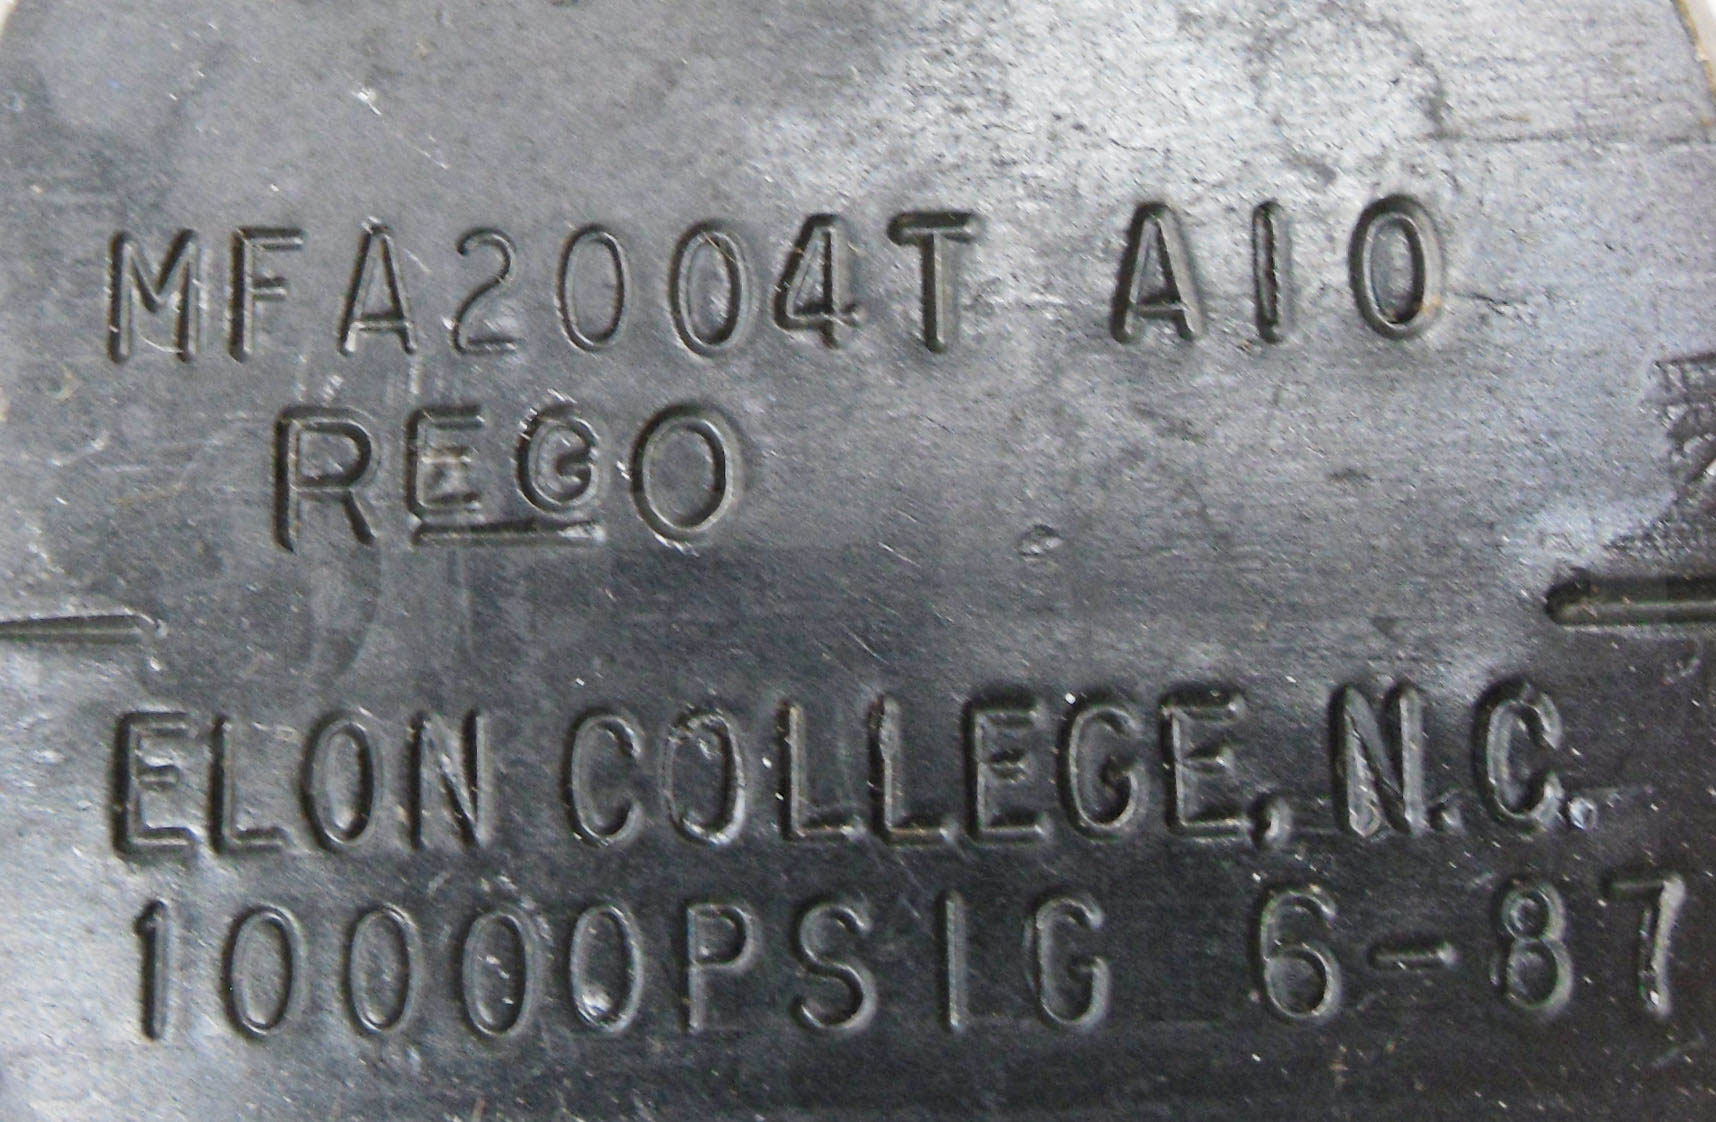 MFA2004T A10
REGO
ELON COLLEGE, N.C.
10000PSIG 6-87